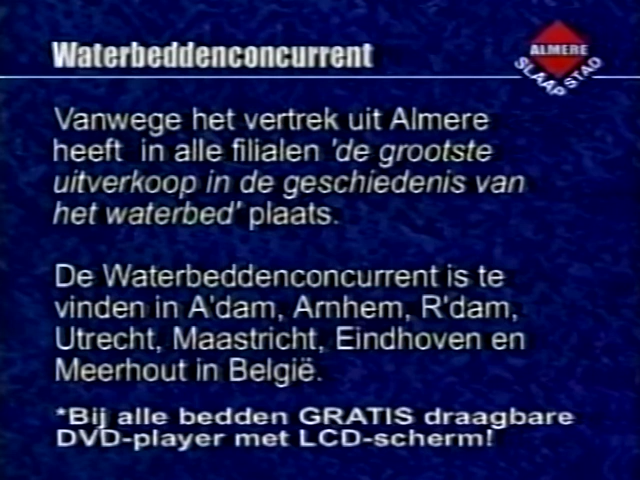 Waterbeddenconcurrent
ALMERE
SLAAPSTAD
Vanwege het vertrek uit Almere
heeft in alle filialen 'de grootste
uitverkoop in de geschiedenis van
het waterbed' plaats.
De Waterbeddenconcurrent is te
vinden in A'dam, Arnhem, R'dam,
Utrecht, Maastricht, Eindhoven en
Meerhout in België.
*Bij alle bedden GRATIS draagbare
DVD-player met LCD-scherm!